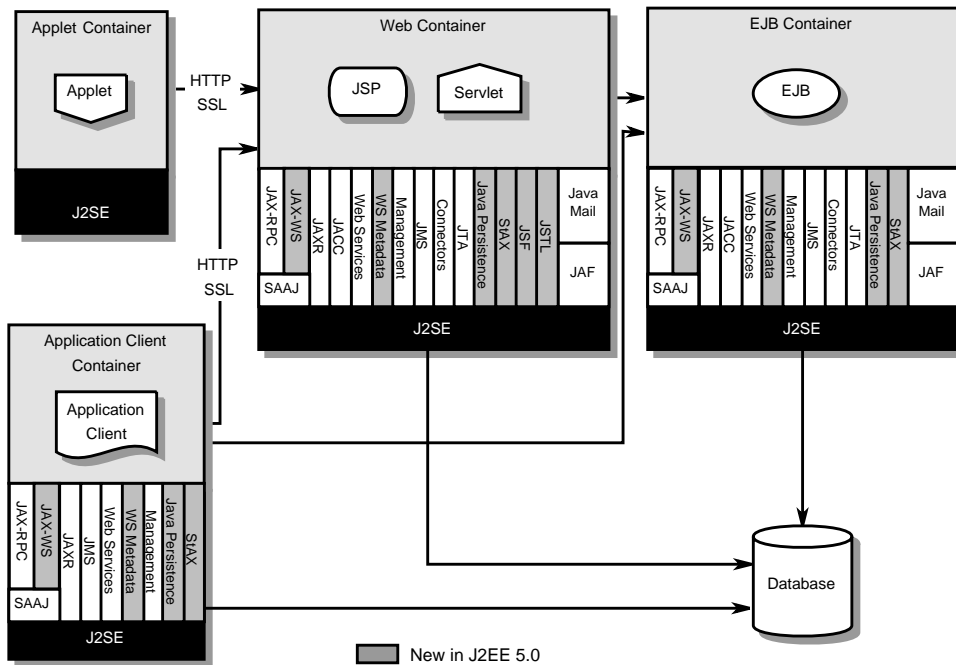 Applet Container
Applet
J2SE
HTTP
SSL
Web Container
JSP
Servlet
JAX-RPC
SAAJ
JAX-WS
JAXR
JACC
Web Services
WS Metadata
Management
JMS
Connectors
JTA
Java Persistence
StAX
JSF
JSTL
Java
Mail
JAF
J2SE
EJB Container
EJB
JAX-RPC
SAAJ
JAX-WS
JAXR
JACC
Web Services
WS Metadata
Management
JMS
Connectors
JTA
Java Persistence
StAX
Java
Mail
JAF
J2SE
HTTP
SSL
Application Client
Container
Application
Client
JAX-RPC
SAAJ
JAX-WS
JAXR
JMS
Web Services
WS Metadata
Management
Java Persistence
StAX
J2SE
Database
New in J2EE 5.0